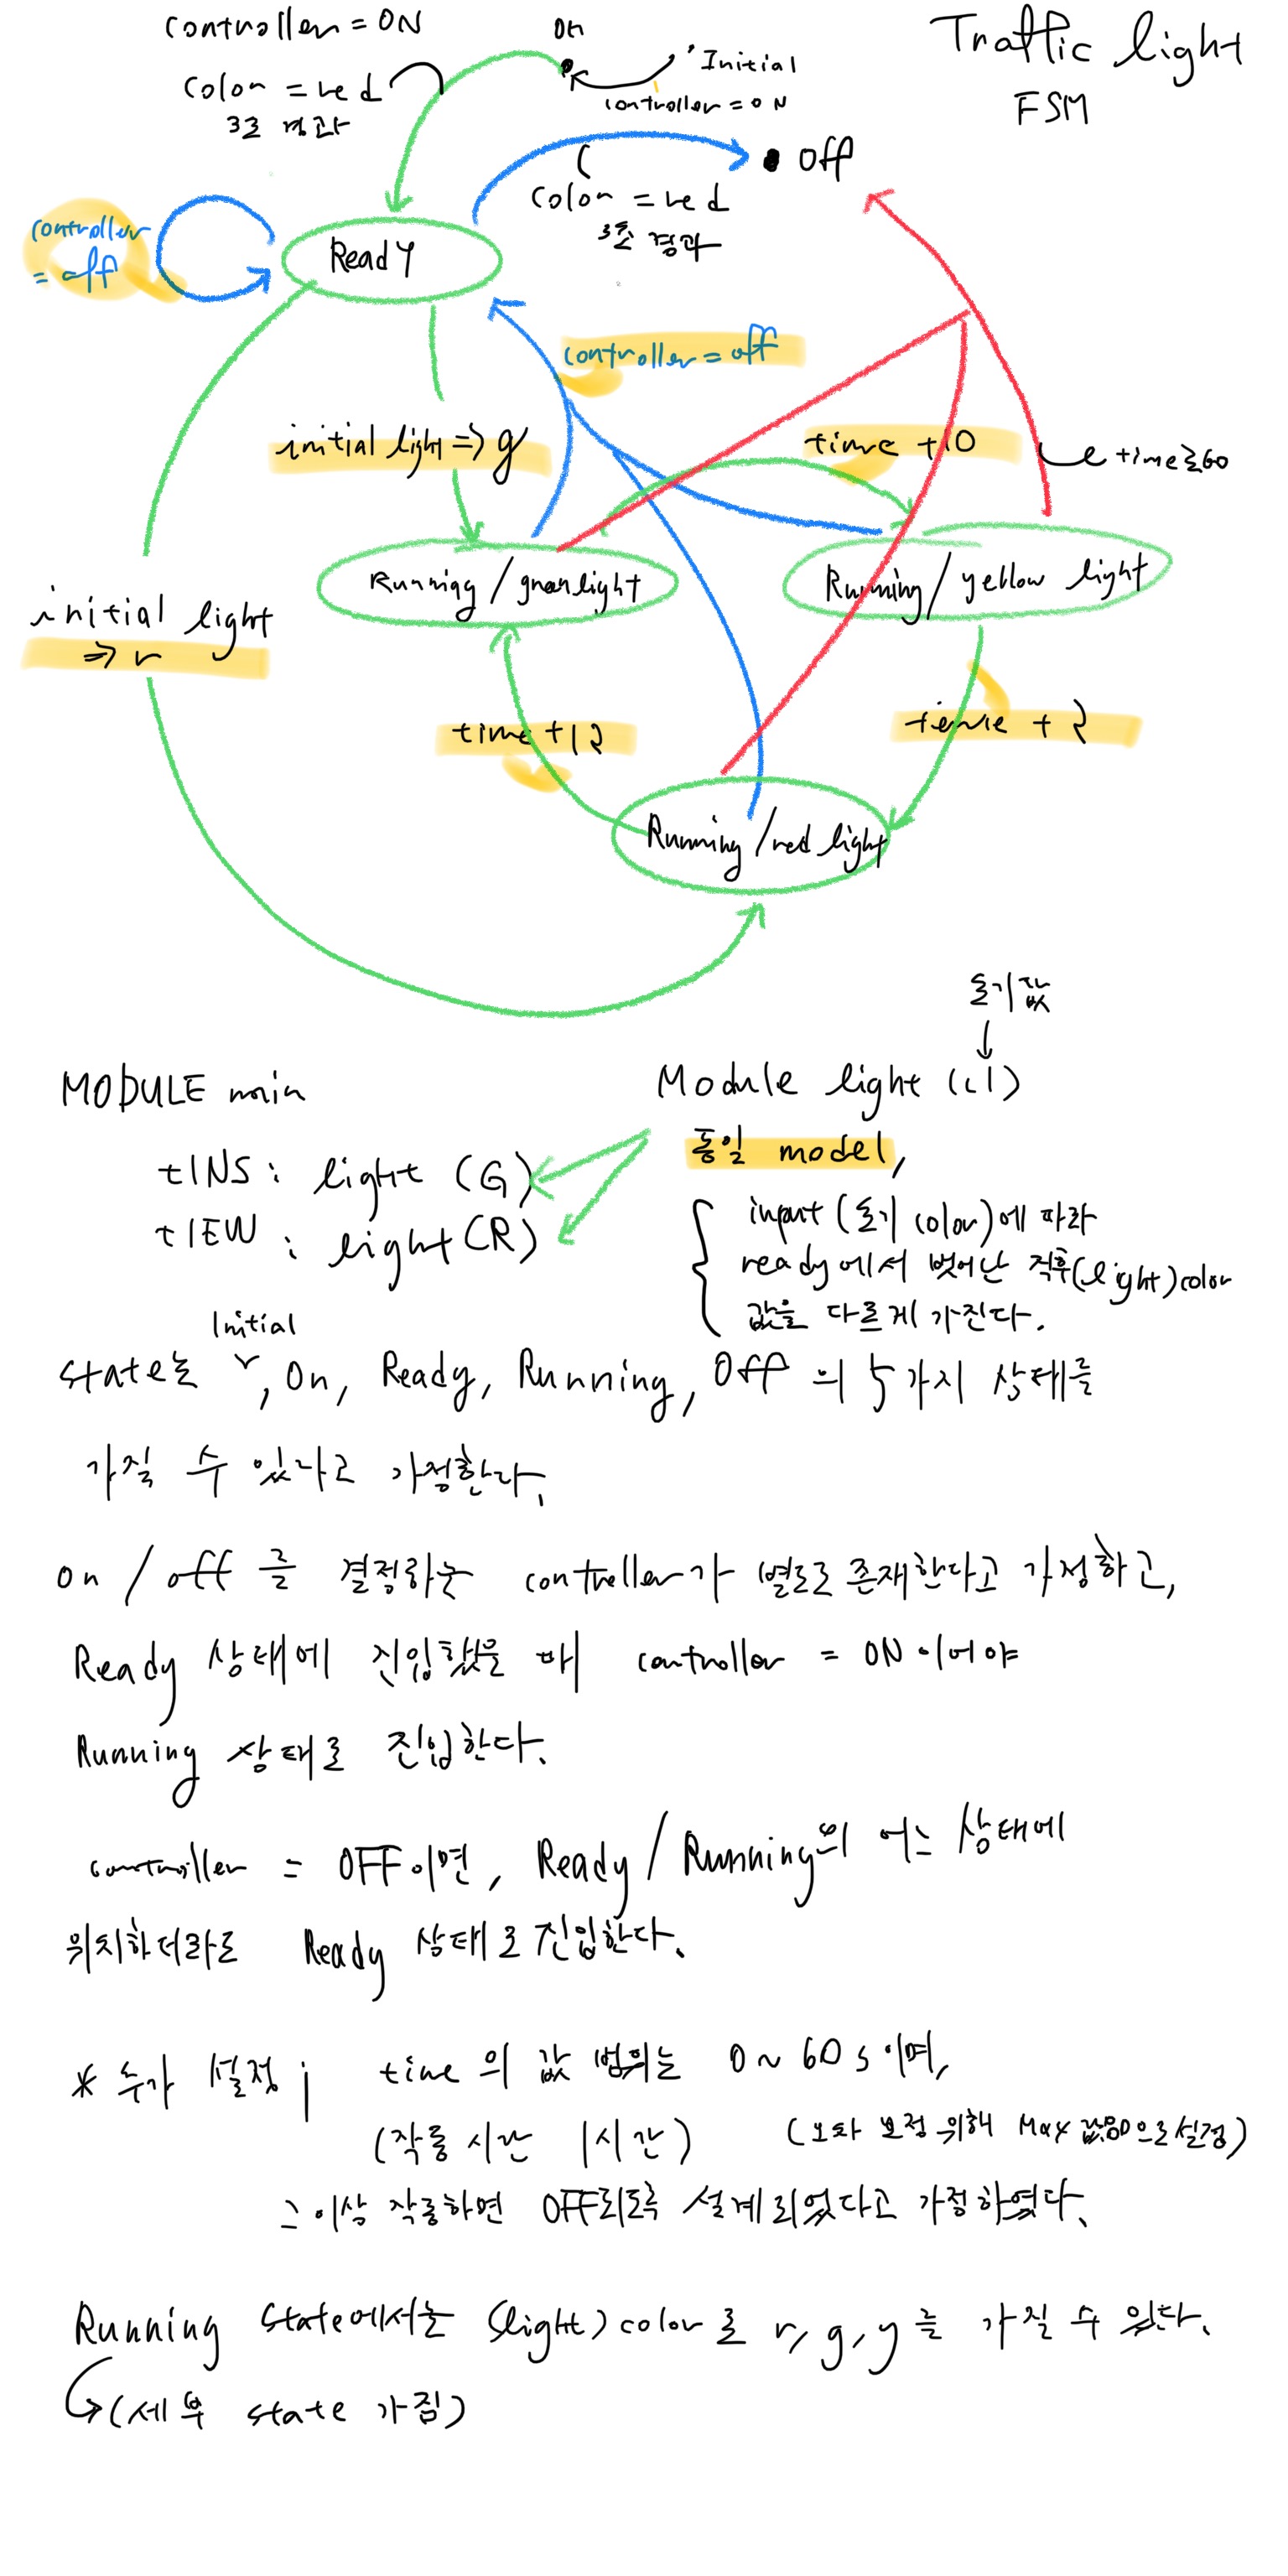 Traffic light
FSM
controller = ON
on
Initial
controller = ON
Color = red
3초 경과
Off
Color = red
3초 경과
controller
= off
Ready
controller = off
initial light => g
time +10
time ≥ 60
Running / green light
Running / yellow light
initial light
=> r
time +12
time + 2
Running / red light
초기값
↓
MODULE main
Module light (cl)
tlNS : light (G)
tlEW : light (R)
동일 model,
input (초기 color)에 따라
ready에서 벗어난 직후(light)color
값을 다르게 가진다.
Initial
state는 , On, Ready, Running, Off 의 5가지 상태를
가질 수 있다고 가정한다.
on / off 를 결정하는 controller가 별도로 존재한다고 가정하고,
Ready 상태에 진입했을 때 controller = ON 이어야
Running 상태로 진입한다.
controller = OFF이면, Ready / Running의 어느 상태에
위치하더라도 Ready 상태로 진입한다.
* 추가 설정 ; time 의 값 범위는 0 ~ 60 s 이며,
(작동 시간 1시간) (오차 보정 위해 Max 값 으로 설정)
그 이상 작동하면 OFF되도록 설계되었다고 가정하였다.
Running state에서는 (light) color로 r, g, y 를 가질 수 있다.
(세부 state 가짐)